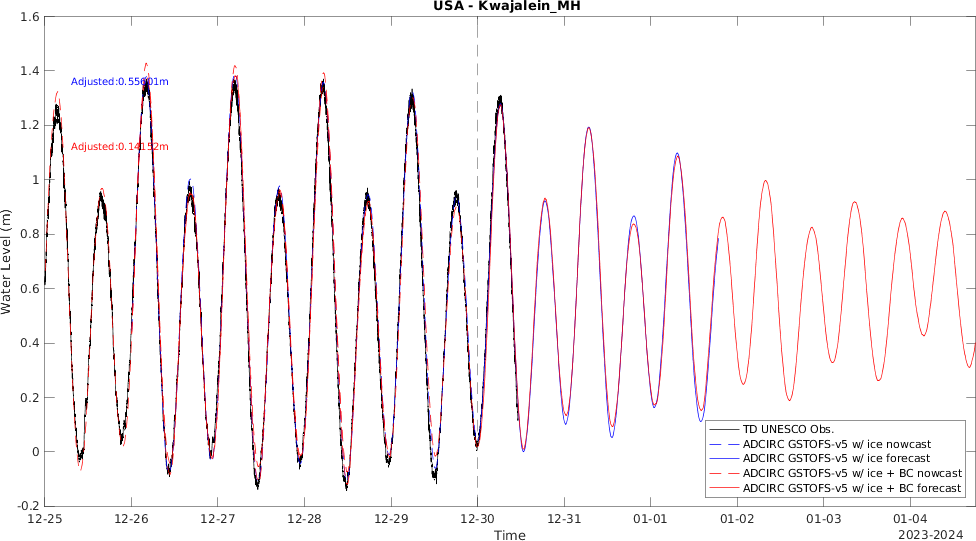 USA - Kwajalein_MH
1.6
1.4
1.2
1
0.8
0.6
0.4
0.2
0
-0.2
Water Level (m)
Adjusted:0.55601m
Adjusted:0.14152m
TD UNESCO Obs.
ADCIRC GSTOFS-v5 w/ ice nowcast
ADCIRC GSTOFS-v5 w/ ice forecast
ADCIRC GSTOFS-v5 w/ ice + BC nowcast
ADCIRC GSTOFS-v5 w/ ice + BC forecast
12-25 12-26 12-27 12-28 12-29 12-30 12-31 01-01 01-02 01-03 01-04
Time
2023-2024